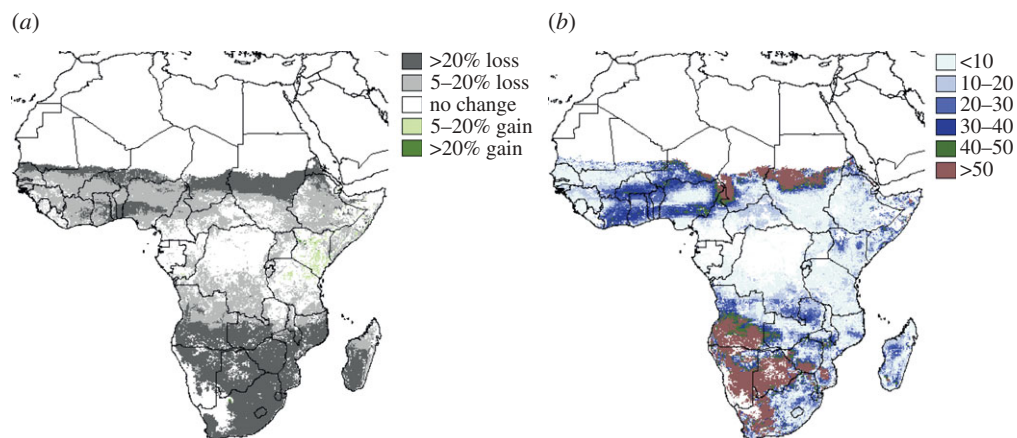 (a)
>20% loss
5–20% loss
no change
5–20% gain
>20% gain
(b)
<10
10–20
20–30
30–40
40–50
>50